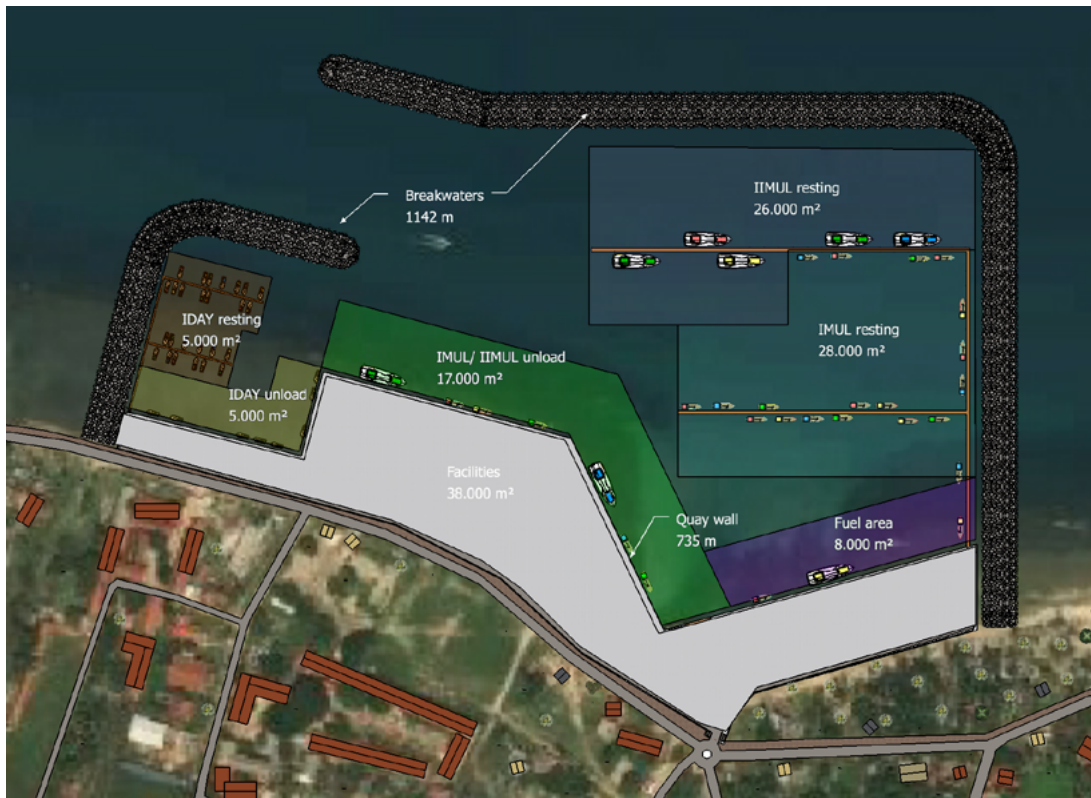 Breakwaters
1142 m
IIMUL resting
26.000 m²
IDAY resting
5.000 m²
IMUL resting
28.000 m²
IMUL/ IIMUL unload
17.000 m²
IDAY unload
5.000 m²
Facilities
38.000 m²
Quay wall
735 m
Fuel area
8.000 m²